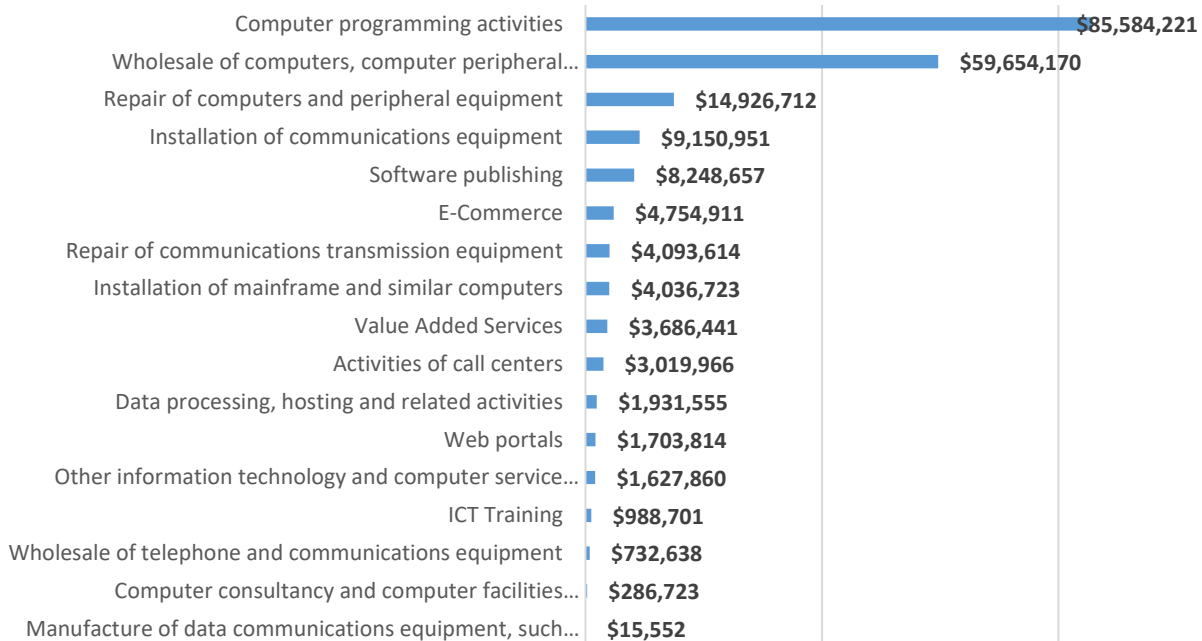 Computer programming activities $85,584,221
Wholesale of computers, computer peripheral… $59,654,170
Repair of computers and peripheral equipment $14,926,712
Installation of communications equipment $9,150,951
Software publishing $8,248,657
E-Commerce $4,754,911
Repair of communications transmission equipment $4,093,614
Installation of mainframe and similar computers $4,036,723
Value Added Services $3,686,441
Activities of call centers $3,019,966
Data processing, hosting and related activities $1,931,555
Web portals $1,703,814
Other information technology and computer service… $1,627,860
ICT Training $988,701
Wholesale of telephone and communications equipment $732,638
Computer consultancy and computer facilities… $286,723
Manufacture of data communications equipment, such… $15,552